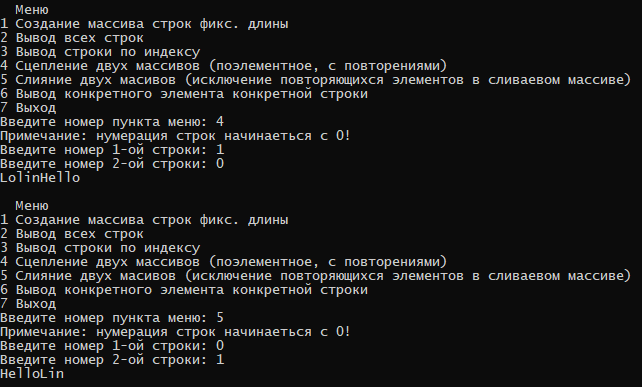 Меню
1 Создание массива строк фикс. длины
2 Вывод всех строк
3 Вывод строки по индексу
4 Сцепление двух массивов (поэлементное, с повторениями)
5 Слияние двух масивов (исключение повторяющихся элементов в сливаевом массиве)
6 Вывод конкретного элемента конкретной строки
7 Выход
Введите номер пункта меню: 4
Примечание: нумерация строк начинаеться с 0!
Введите номер 1-ой строки: 1
Введите номер 2-ой строки: 0
LolinHello
Меню
1 Создание массива строк фикс. длины
2 Вывод всех строк
3 Вывод строки по индексу
4 Сцепление двух массивов (поэлементное, с повторениями)
5 Слияние двух масивов (исключение повторяющихся элементов в сливаевом массиве)
6 Вывод конкретного элемента конкретной строки
7 Выход
Введите номер пункта меню: 5
Примечание: нумерация строк начинаеться с 0!
Введите номер 1-ой строки: 0
Введите номер 2-ой строки: 1
HelloLin